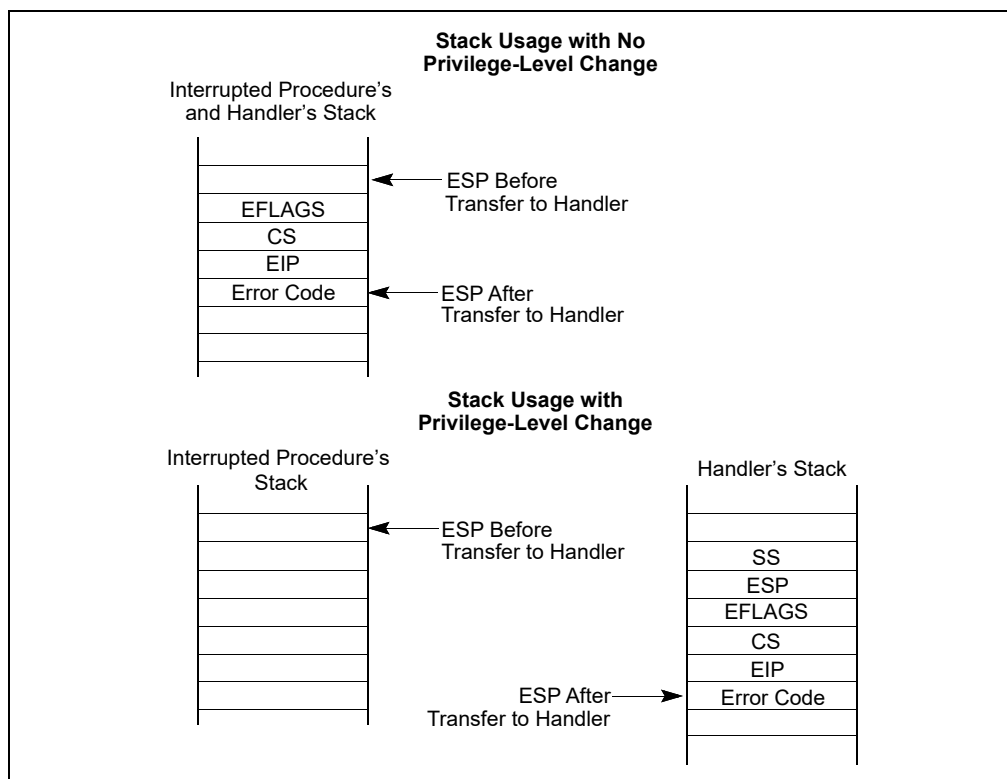 Stack Usage with No
Privilege-Level Change
Interrupted Procedure’s
and Handler’s Stack
ESP Before
Transfer to Handler
EFLAGS
CS
EIP
Error Code
ESP After
Transfer to Handler
Stack Usage with
Privilege-Level Change
Interrupted Procedure’s
Stack
Handler’s Stack
ESP Before
Transfer to Handler
SS
ESP
EFLAGS
CS
EIP
Error Code
ESP After
Transfer to Handler